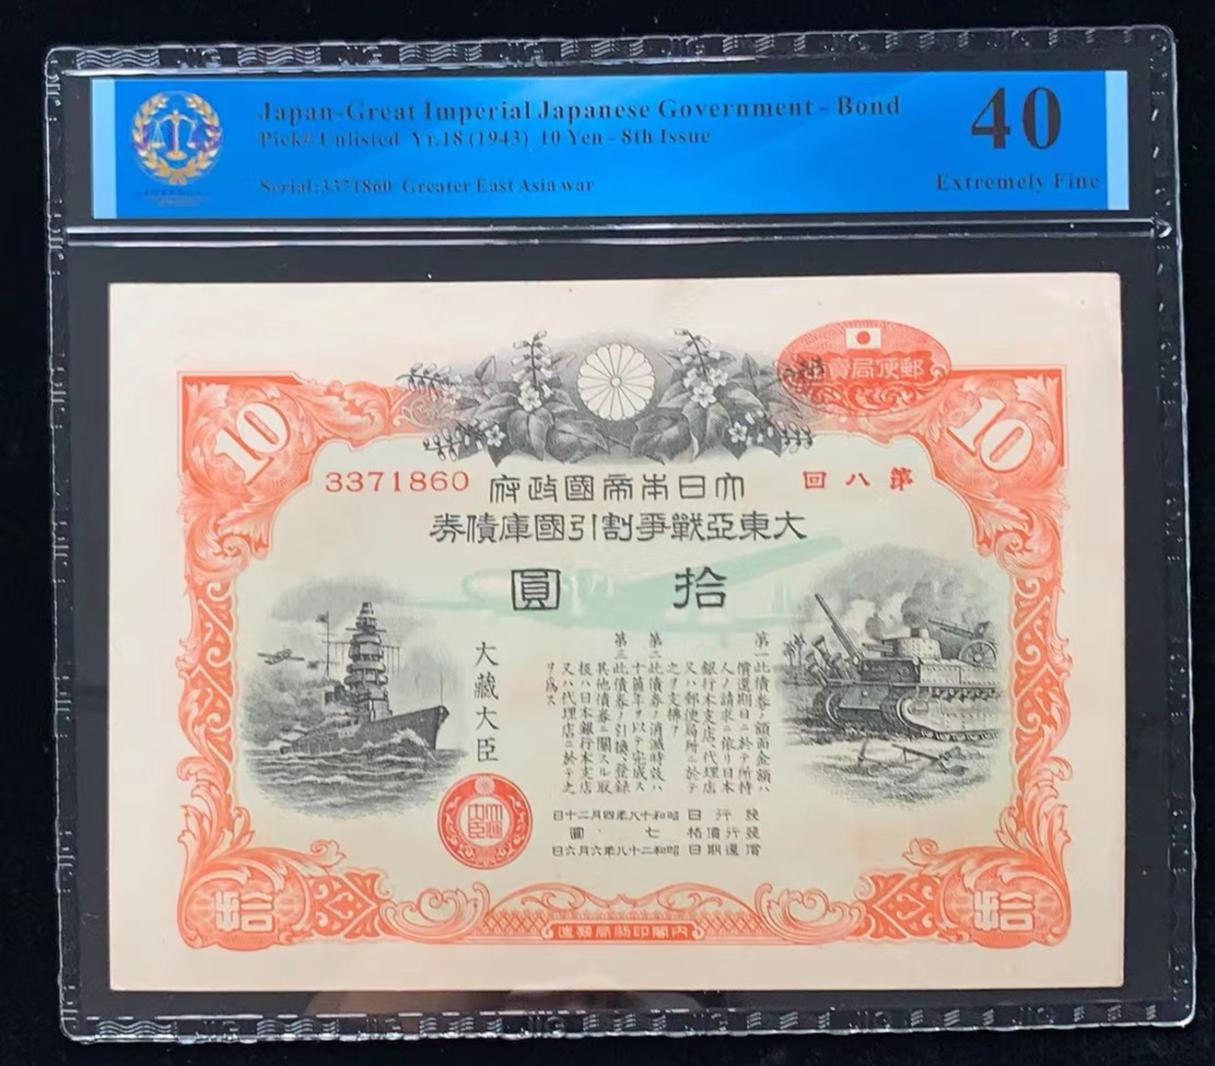 Japan-Great Imperial Japanese Government - Bond
Pick# Unlisted Yr.18 (1943) 10 Yen - 8th Issue
Serial:3371860 Greater East Asia war
40
Extremely Fine
郵便局賣
10
10
3371860
第八回
大日本帝國政府
大東亞戰爭割引國庫債券
拾圓
第一 此債券ノ額面金額ハ
償還期日ニ於テ所持
人ノ請求ニ依リ日本
銀行本支店、代理店
又ハ郵便局所ニ於テ
之ヲ支拂フ
第二 此債券ノ消滅時效ハ
十箇年ヲ以テ完成ス
第三 此債券ノ引換、登錄
其他債券ニ關スル取
扱ハ日本銀行本支店
又ハ代理店ニ於テ之
ヲ爲ス
大藏大臣
發行日 昭和十八年四月二十日
發行價格 七圓
償還期日 昭和二十八年六月六日
拾
拾
內閣印刷局製造